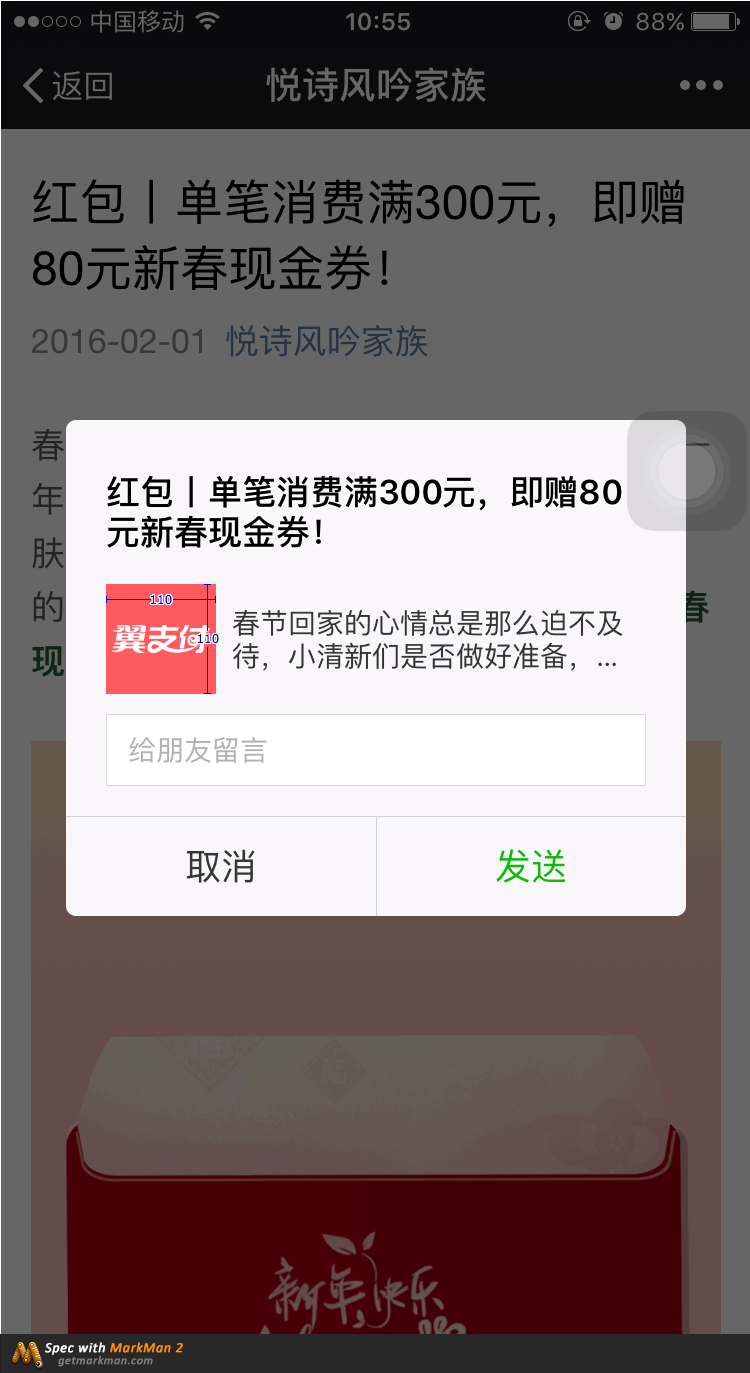 中国移动 10:55 88%
返回 悦诗风吟家族
红包丨单笔消费满300元，即赠
80元新春现金券！
2016-02-01 悦诗风吟家族
春
年
肤
的 春
现
红包丨单笔消费满300元，即赠80
元新春现金券！
110
翼支付
110
春节回家的心情总是那么迫不及
待，小清新们是否做好准备，...
给朋友留言
取消 发送
新年快乐
Spec with MarkMan 2
getmarkman.com